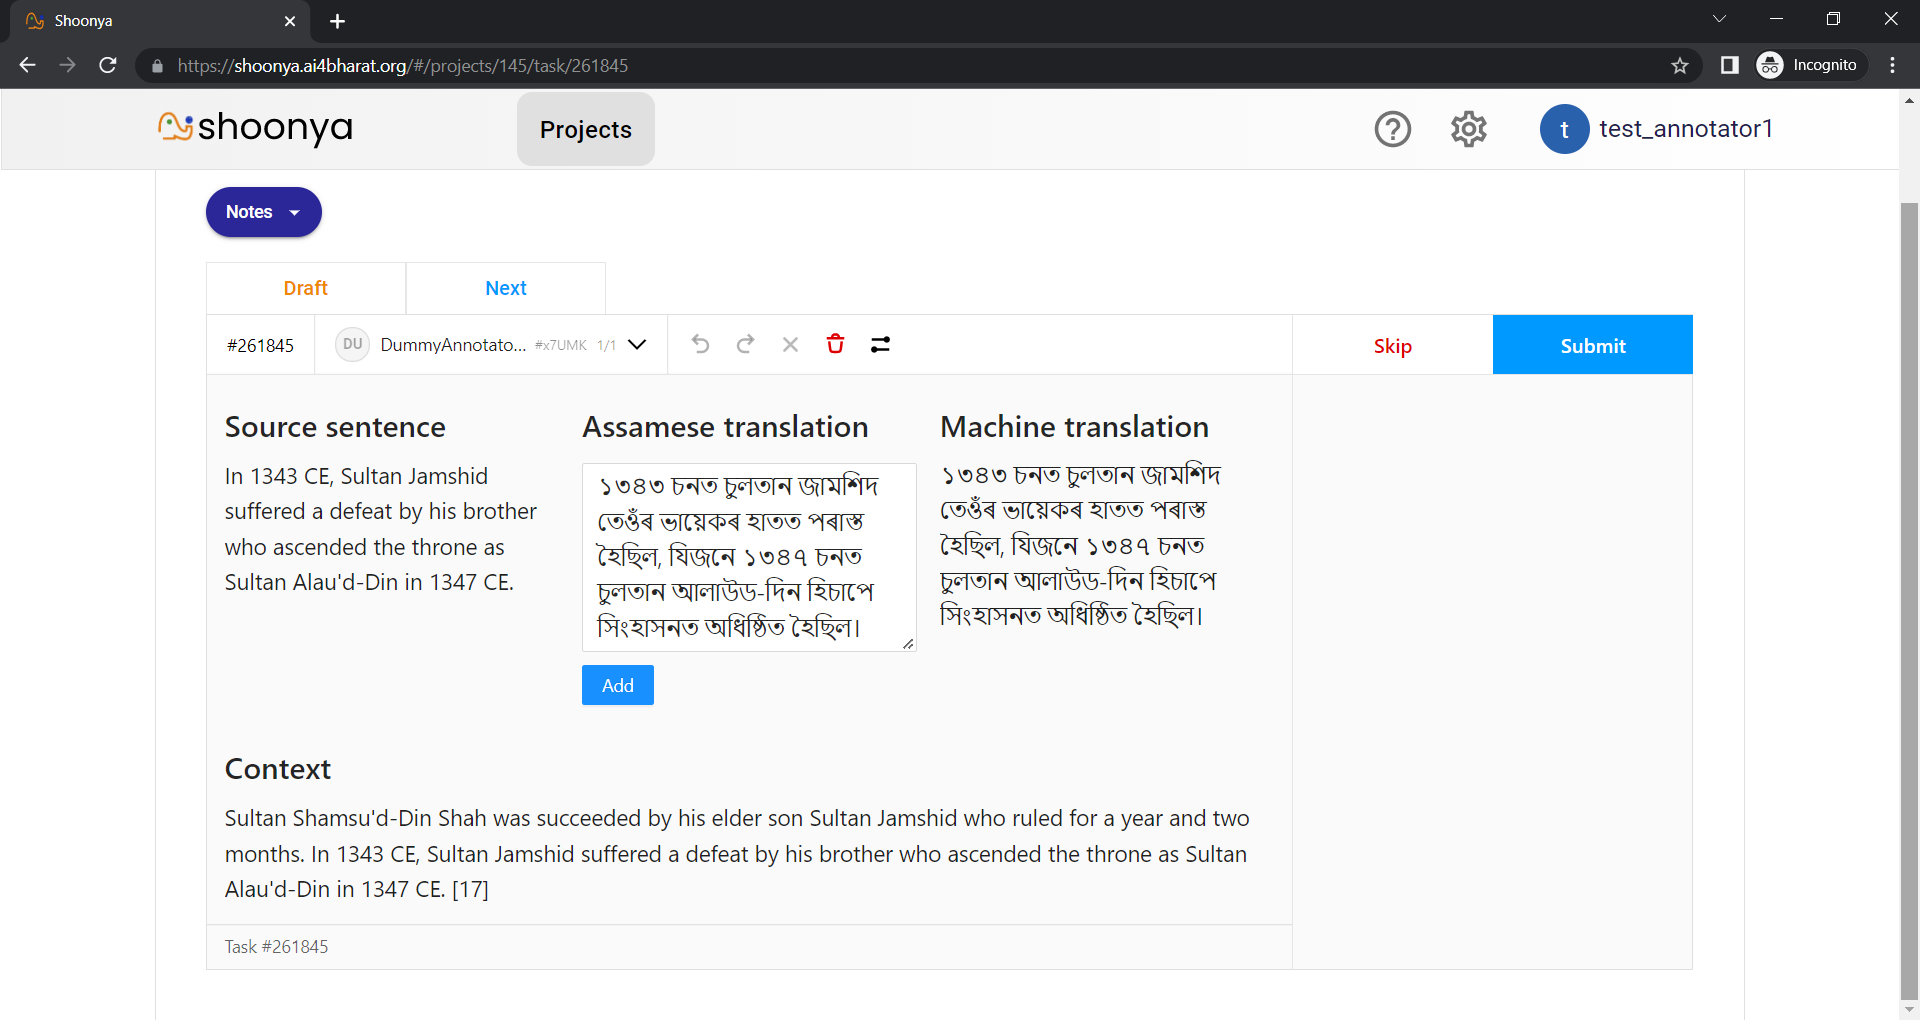 Shoonya
https://shoonya.ai4bharat.org/#/projects/145/task/261845
Incognito
shoonya
Projects
t
test_annotator1
Notes
Draft
Next
#261845
DU
DummyAnnotato...
#x7UMK
1/1
Skip
Submit
Source sentence
In 1343 CE, Sultan Jamshid
suffered a defeat by his brother
who ascended the throne as
Sultan Alau'd-Din in 1347 CE.
Assamese translation
১৩৪৩ চনত চুলতান জামশ্বিদ
তেওঁৰ ভায়েকৰ হাতত পৰাস্ত
হৈছিল, যিজনে ১৩৪৭ চনত
চুলতান আলাউড-দিন হিচাপে
সিংহাসনত অধিষ্ঠিত হৈছিল।
Add
Machine translation
১৩৪৩ চনত চুলতান জামশ্বিদ
তেওঁৰ ভায়েকৰ হাতত পৰাস্ত
হৈছিল, যিজনে ১৩৪৭ চনত
চুলতান আলাউড-দিন হিচাপে
সিংহাসনত অধিষ্ঠিত হৈছিল।
Context
Sultan Shamsu'd-Din Shah was succeeded by his elder son Sultan Jamshid who ruled for a year and two
months. In 1343 CE, Sultan Jamshid suffered a defeat by his brother who ascended the throne as Sultan
Alau'd-Din in 1347 CE. [17]
Task #261845